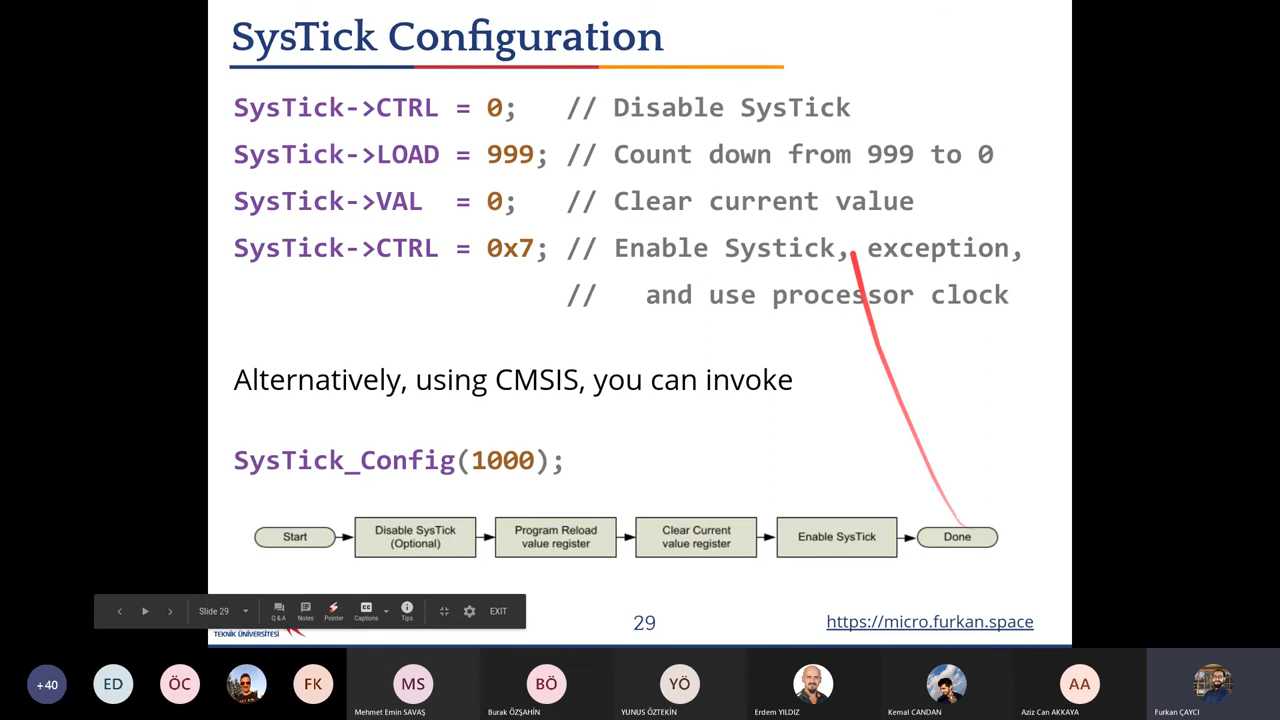 SysTick Configuration
SysTick->CTRL = 0; // Disable SysTick
SysTick->LOAD = 999; // Count down from 999 to 0
SysTick->VAL = 0; // Clear current value
SysTick->CTRL = 0x7; // Enable Systick, exception,
// and use processor clock
Alternatively, using CMSIS, you can invoke
SysTick_Config(1000);
Start
Disable SysTick
(Optional)
Program Reload
value register
Clear Current
value register
Enable SysTick
Done
Slide 29
Q&A
Notes
Pointer
Captions
Tips
EXIT
TEKNİK ÜNİVERSİTESİ
29
https://micro.furkan.space
+40
ED
ÖC
FK
MS
BÖ
YÖ
AA
Mehmet Emin SAVAŞ
Burak ÖZŞAHİN
YUNUS ÖZTEKİN
Erdem YILDIZ
Kemal CANDAN
Aziz Can AKKAYA
Furkan ÇAYCI